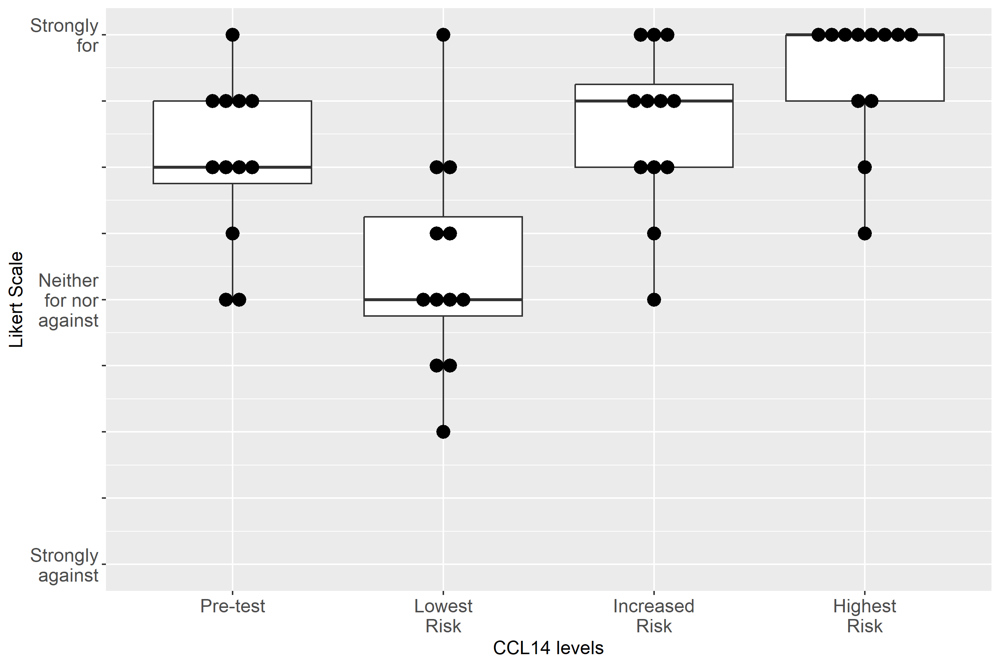 Strongly
for
Neither
for nor
against
Strongly
against
Likert Scale
Pre-test
Lowest
Risk
Increased
Risk
Highest
Risk
CCL14 levels